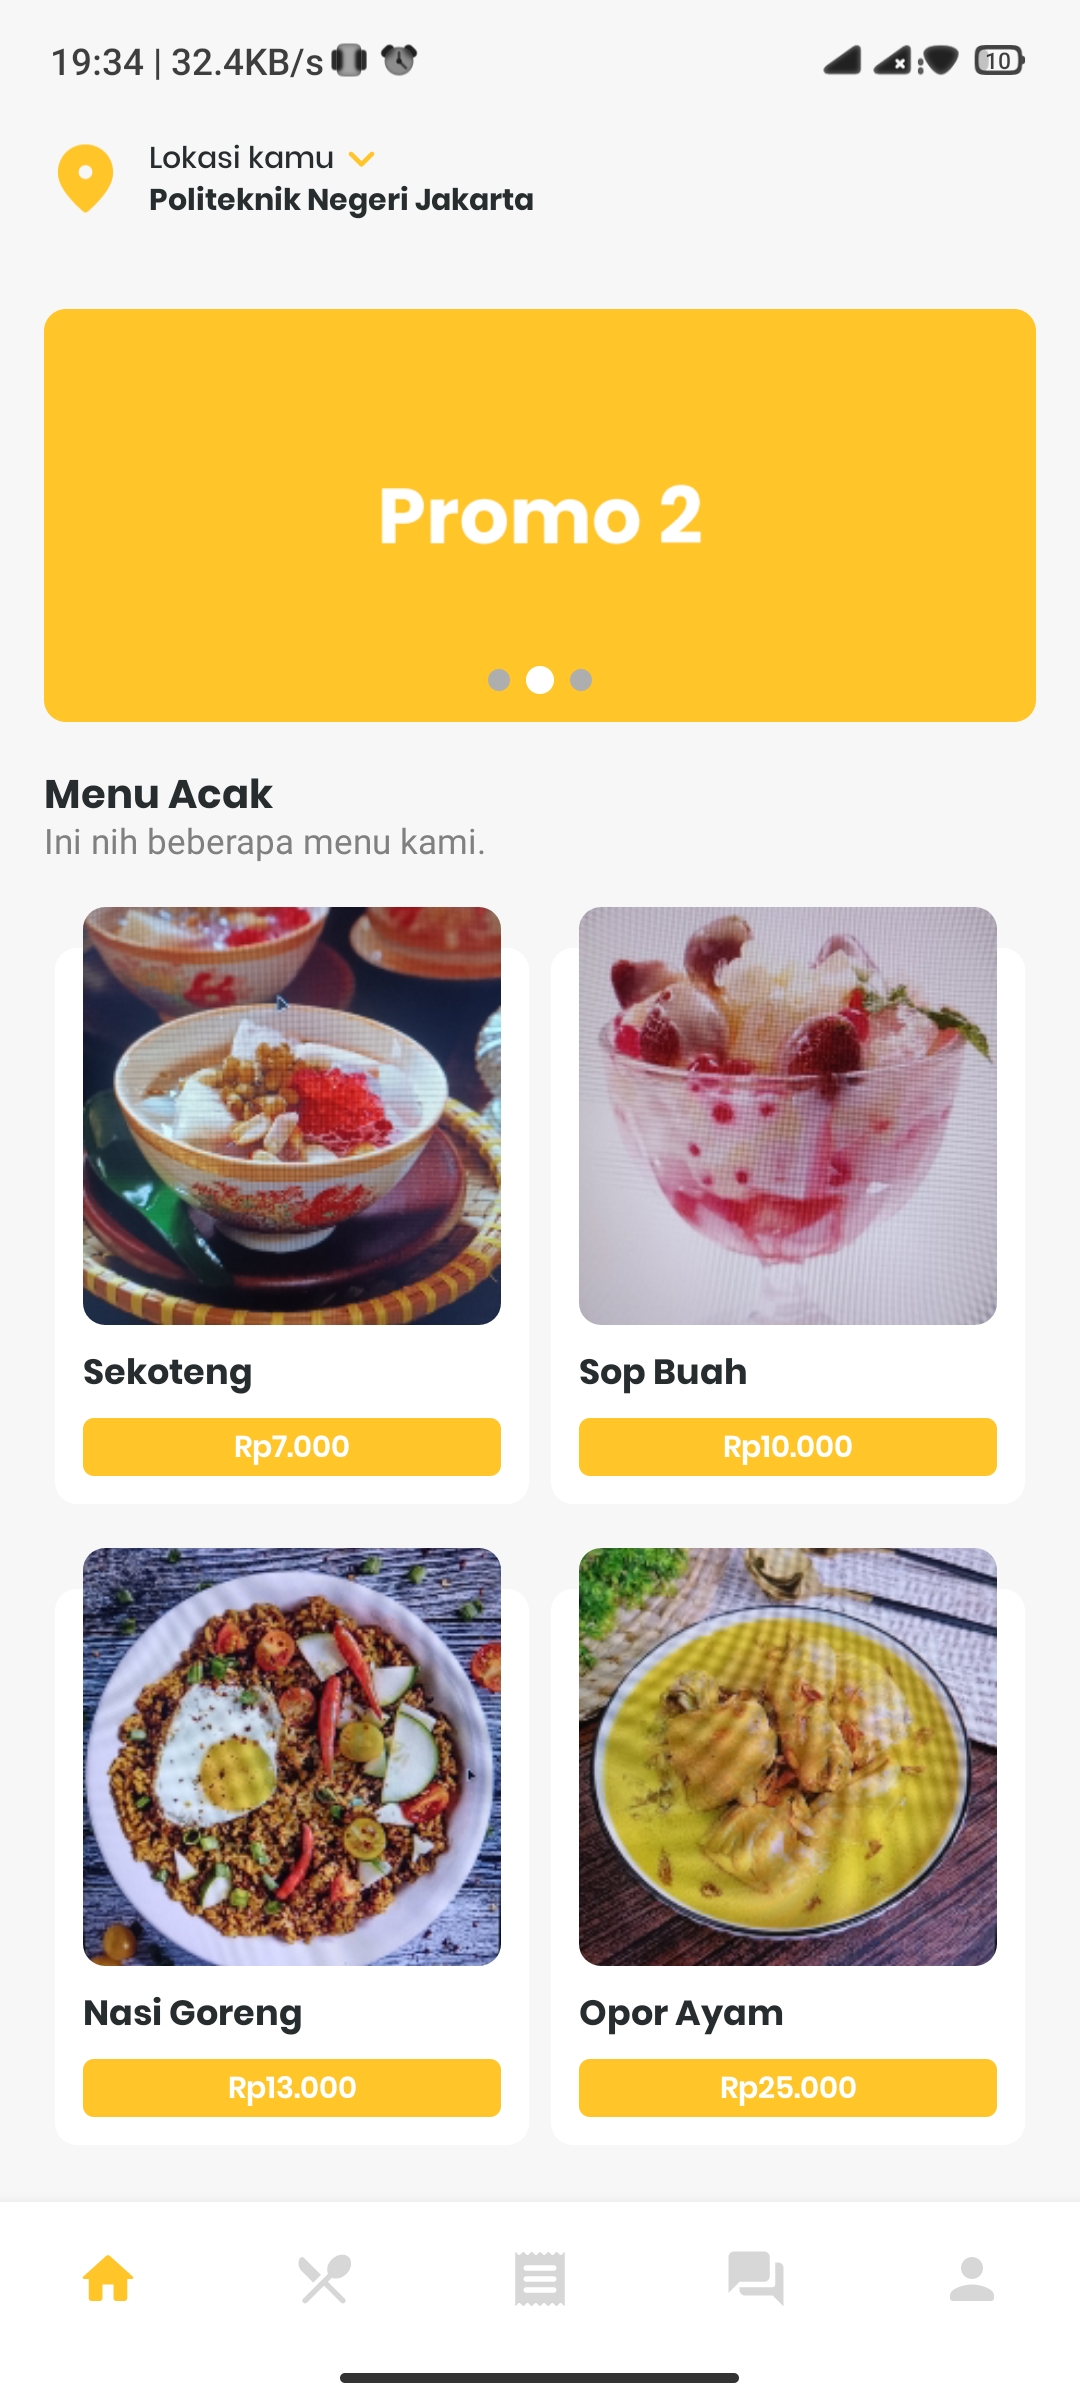 19:34 | 32.4KB/s
10
Lokasi kamu
Politeknik Negeri Jakarta
Promo 2
Menu Acak
Ini nih beberapa menu kami.
Sekoteng
Sop Buah
Rp7.000
Rp10.000
Nasi Goreng
Opor Ayam
Rp13.000
Rp25.000